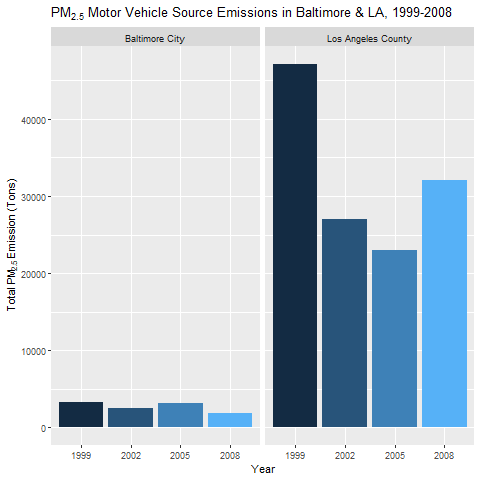 PM2.5 Motor Vehicle Source Emissions in Baltimore & LA, 1999-2008
Baltimore City
Los Angeles County
Total PM2.5 Emission (Tons)
40000
30000
20000
10000
0
1999 2002 2005 2008
1999 2002 2005 2008
Year